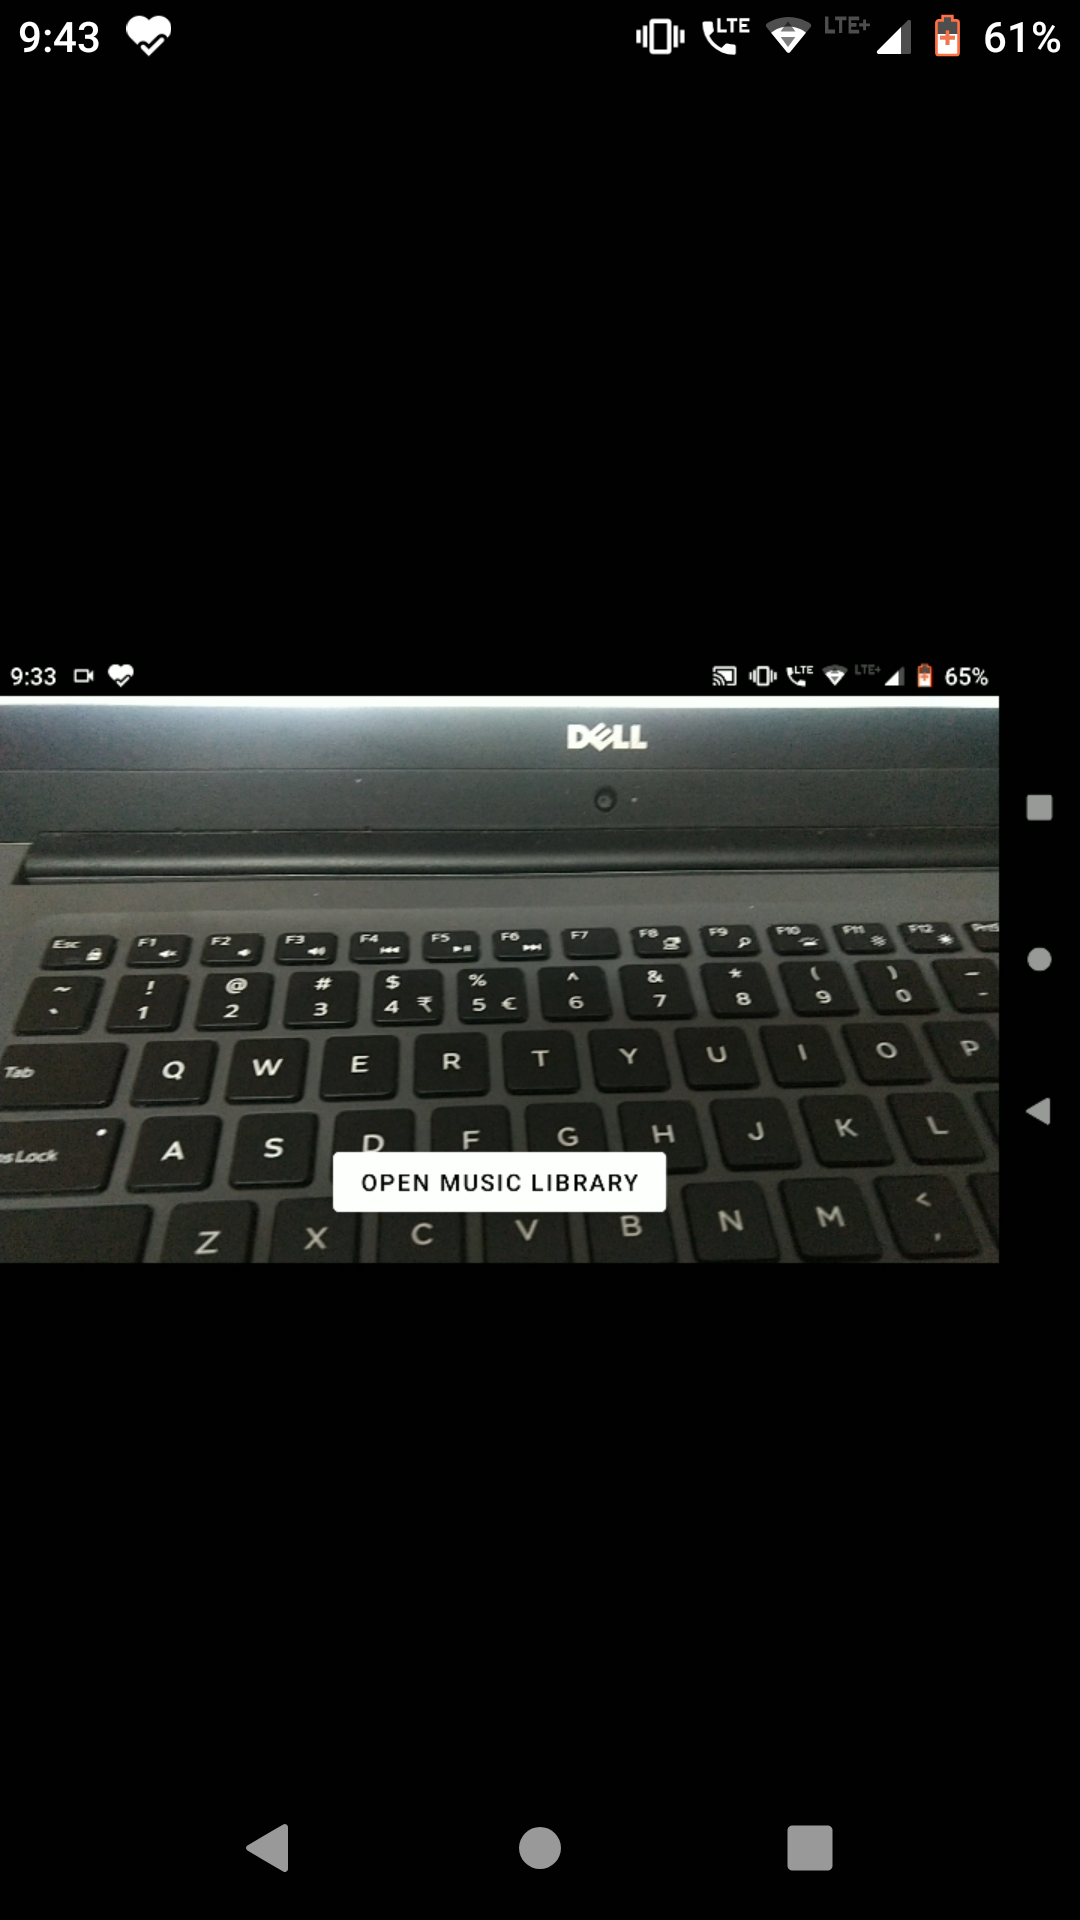 9:43 LTE LTE+ 61%
9:33 LTE LTE+ 65%
DELL
Esc F1 F2 F3 F4 F5 F6 F7 F8 F9 F10 F11 F12
~ ! @ # $ % ^ & * ( ) _
` 1 2 3 4 ₹ 5 € 6 7 8 9 0 -
Tab Q W E R T Y U I O P
s Lock A S D F G H J K L
OPEN MUSIC LIBRARY
Z X C V B N M < ,